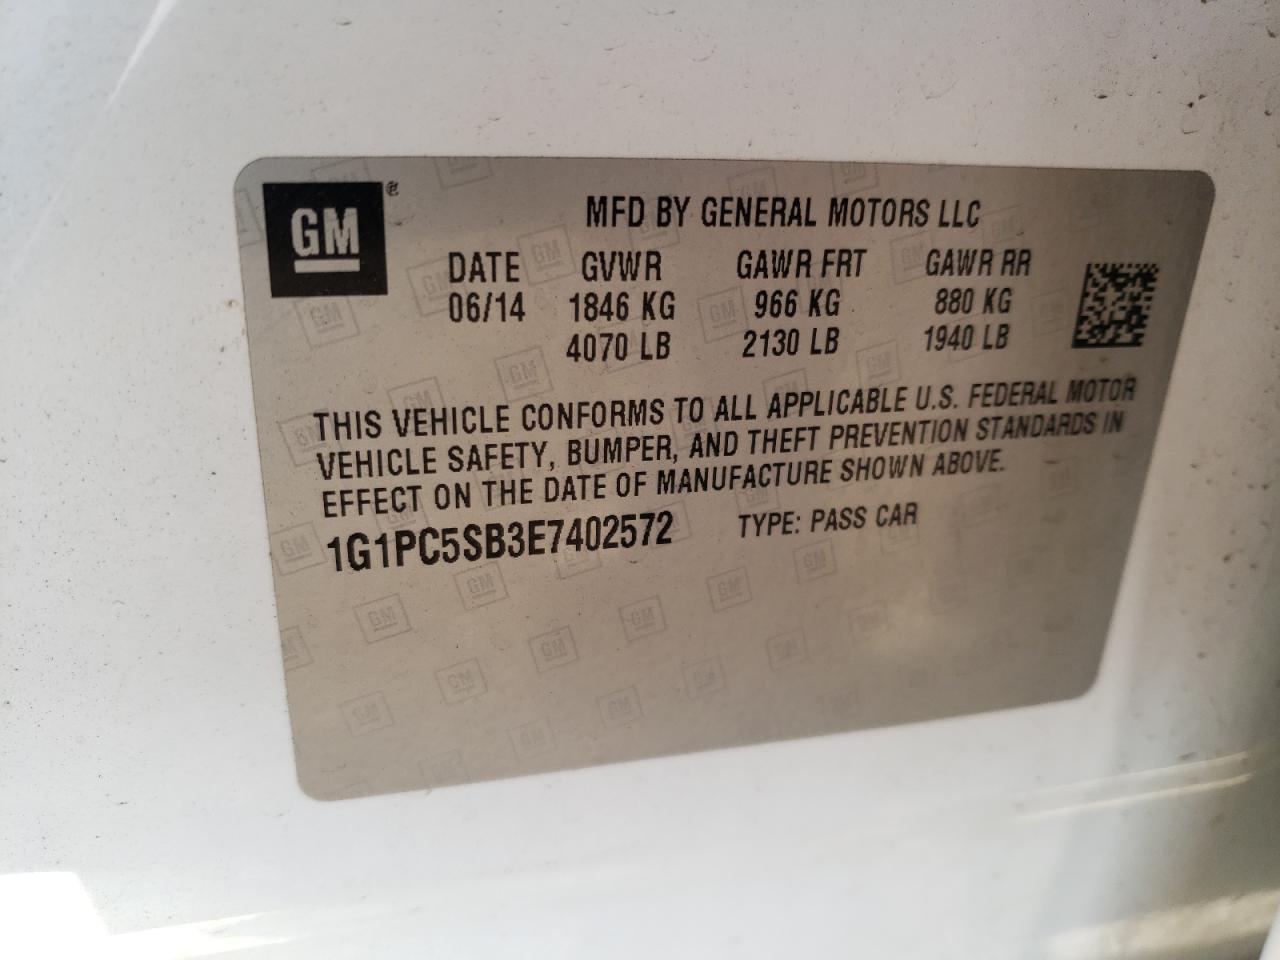 GM®
MFD BY GENERAL MOTORS LLC
DATE GVWR GAWR FRT GAWR RR
06/14 1846 KG 966 KG 880 KG
4070 LB 2130 LB 1940 LB
THIS VEHICLE CONFORMS TO ALL APPLICABLE U.S. FEDERAL MOTOR
VEHICLE SAFETY, BUMPER, AND THEFT PREVENTION STANDARDS IN
EFFECT ON THE DATE OF MANUFACTURE SHOWN ABOVE.
1G1PC5SB3E7402572 TYPE: PASS CAR